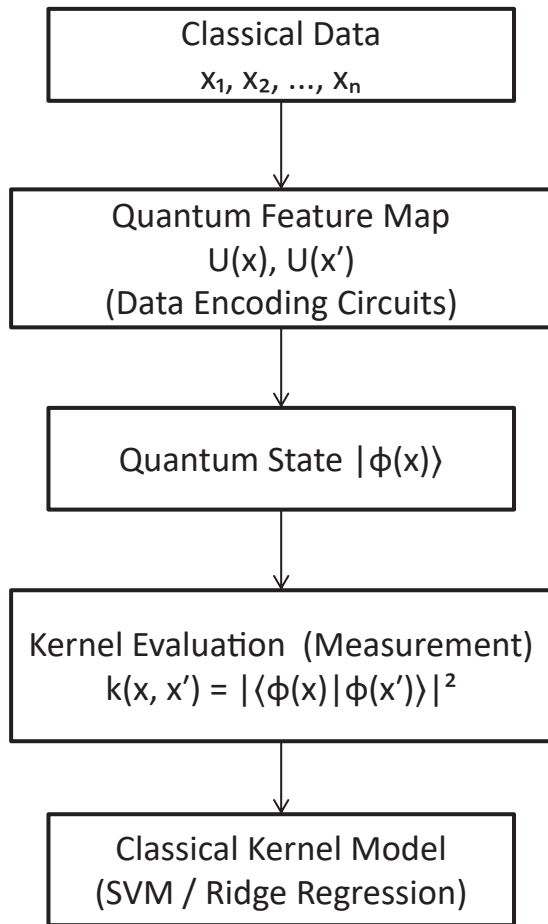 Classical Data
x₁, x₂, ..., xₙ
Quantum Feature Map
U(x), U(x′)
(Data Encoding Circuits)
Quantum State |ϕ(x)⟩
Kernel Evaluation (Measurement)
k(x, x′) = |⟨ϕ(x)|ϕ(x′)⟩|²
Classical Kernel Model
(SVM / Ridge Regression)